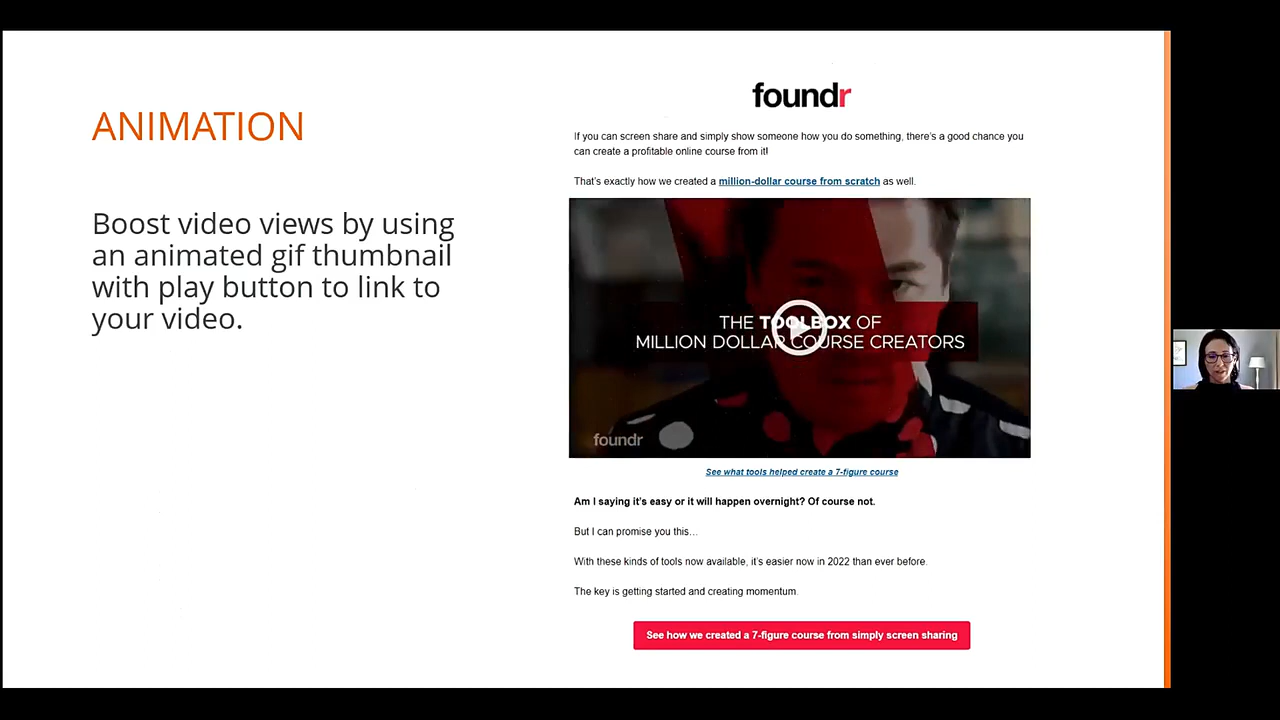 ANIMATION
Boost video views by using
an animated gif thumbnail
with play button to link to
your video.
foundr
If you can screen share and simply show someone how you do something, there's a good chance you
can create a profitable online course from it!
That's exactly how we created a million-dollar course from scratch as well.
THE TOOLBOX OF
MILLION DOLLAR COURSE CREATORS
foundr
See what tools helped create a 7-figure course
Am I saying it's easy or it will happen overnight? Of course not.
But I can promise you this…
With these kinds of tools now available, it's easier now in 2022 than ever before.
The key is getting started and creating momentum.
See how we created a 7-figure course from simply screen sharing